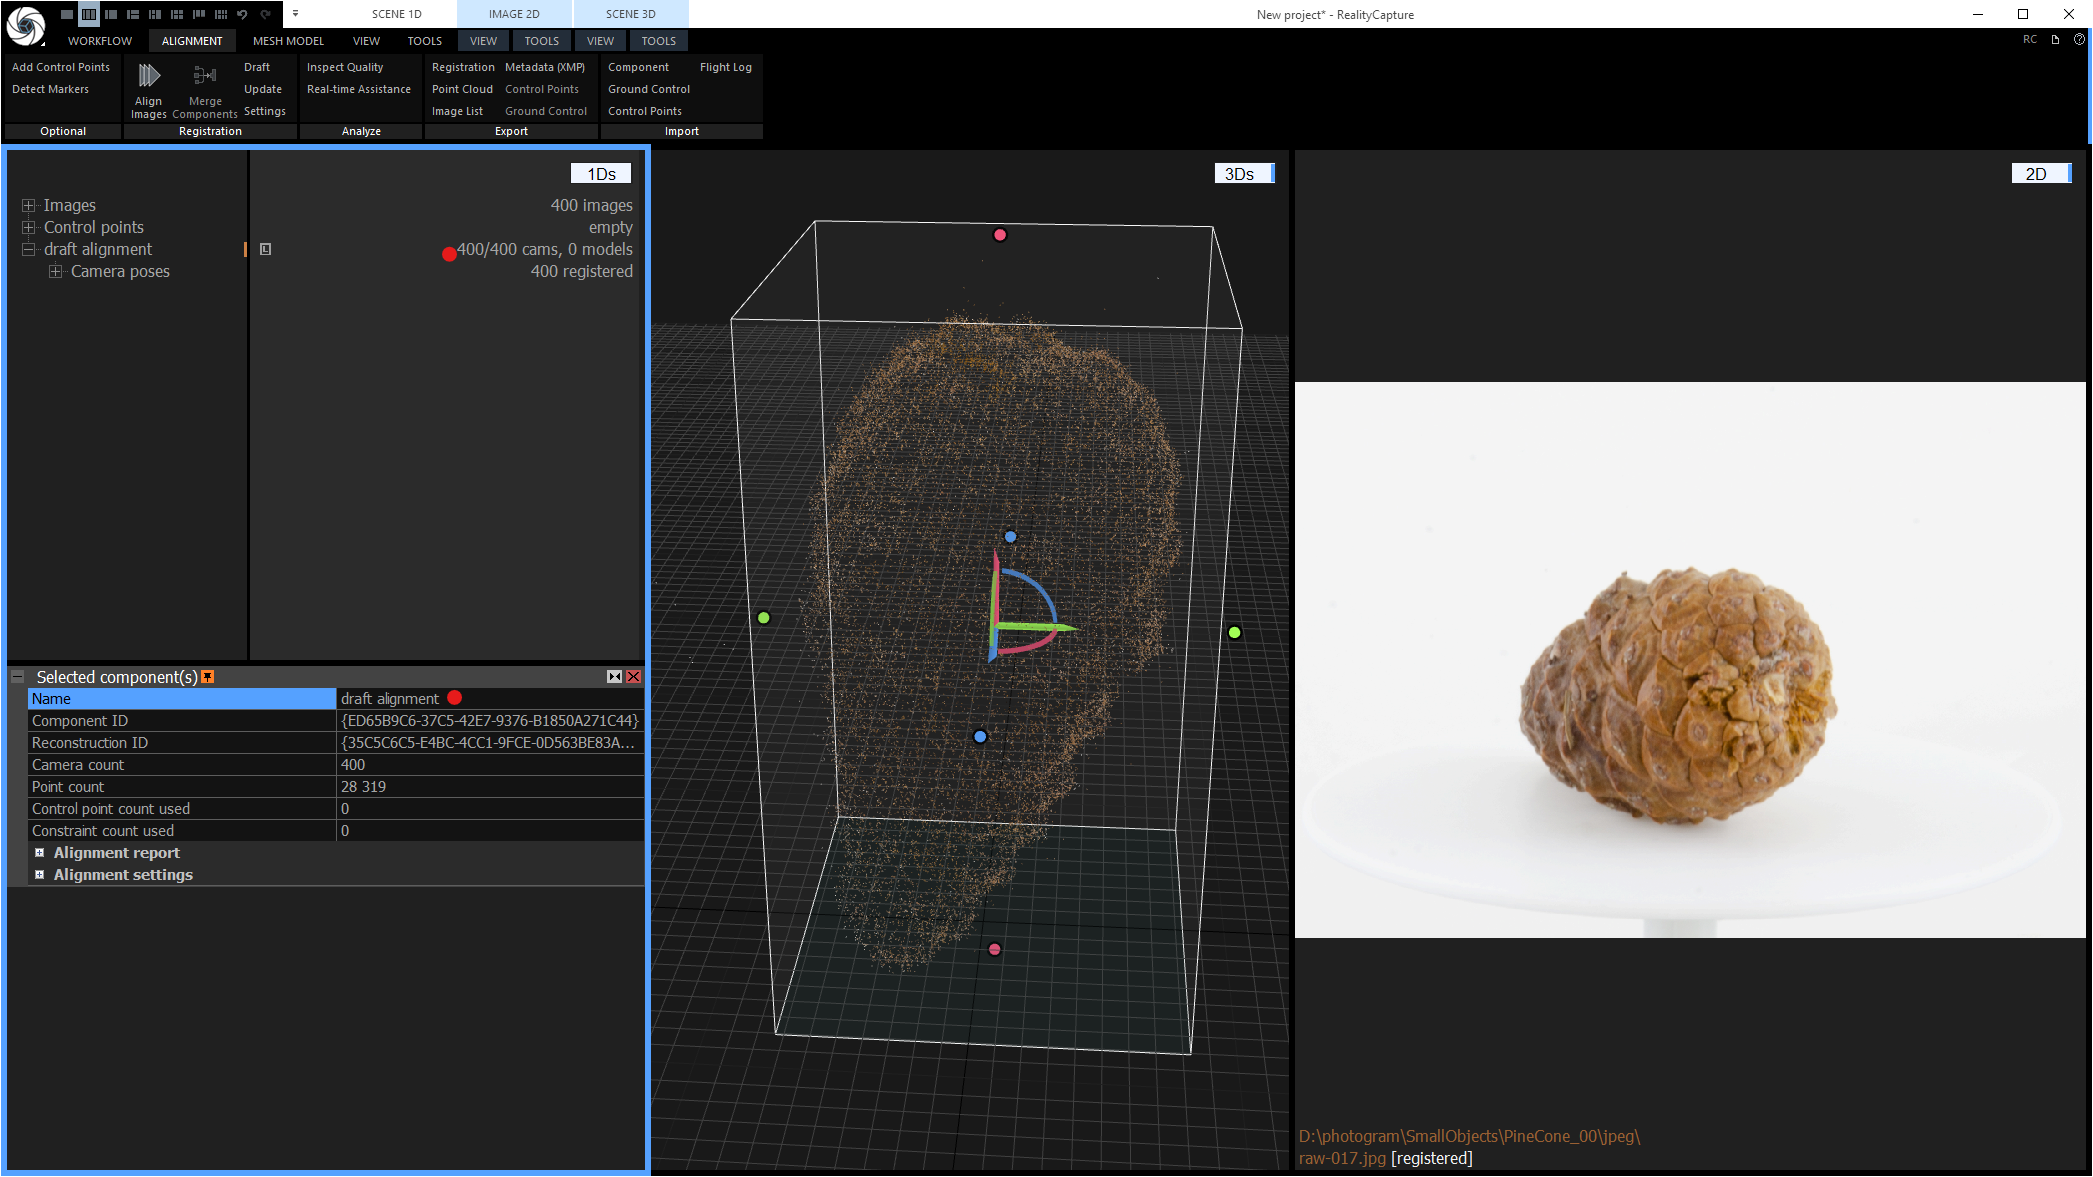 SCENE 1D IMAGE 2D SCENE 3D New project* - RealityCapture
WORKFLOW ALIGNMENT MESH MODEL VIEW TOOLS VIEW TOOLS VIEW TOOLS RC
Add Control Points
Detect Markers
Optional
Align
Images
Merge
Components
Draft
Update
Settings
Registration
Inspect Quality
Real-time Assistance
Analyze
Registration Metadata (XMP)
Point Cloud Control Points
Image List Ground Control
Export
Component Flight Log
Ground Control
Control Points
Import
1Ds
Images 400 images
Control points empty
draft alignment L 400/400 cams, 0 models
Camera poses 400 registered
Selected component(s)
Name draft alignment
Component ID {ED65B9C6-37C5-42E7-9376-B1850A271C44}
Reconstruction ID {35C5C6C5-E4BC-4CC1-9FCE-0D563BE83A...
Camera count 400
Point count 28 319
Control point count used 0
Constraint count used 0
Alignment report
Alignment settings
3Ds
2D
D:\photogram\SmallObjects\PineCone_00\jpeg\
raw-017.jpg [registered]